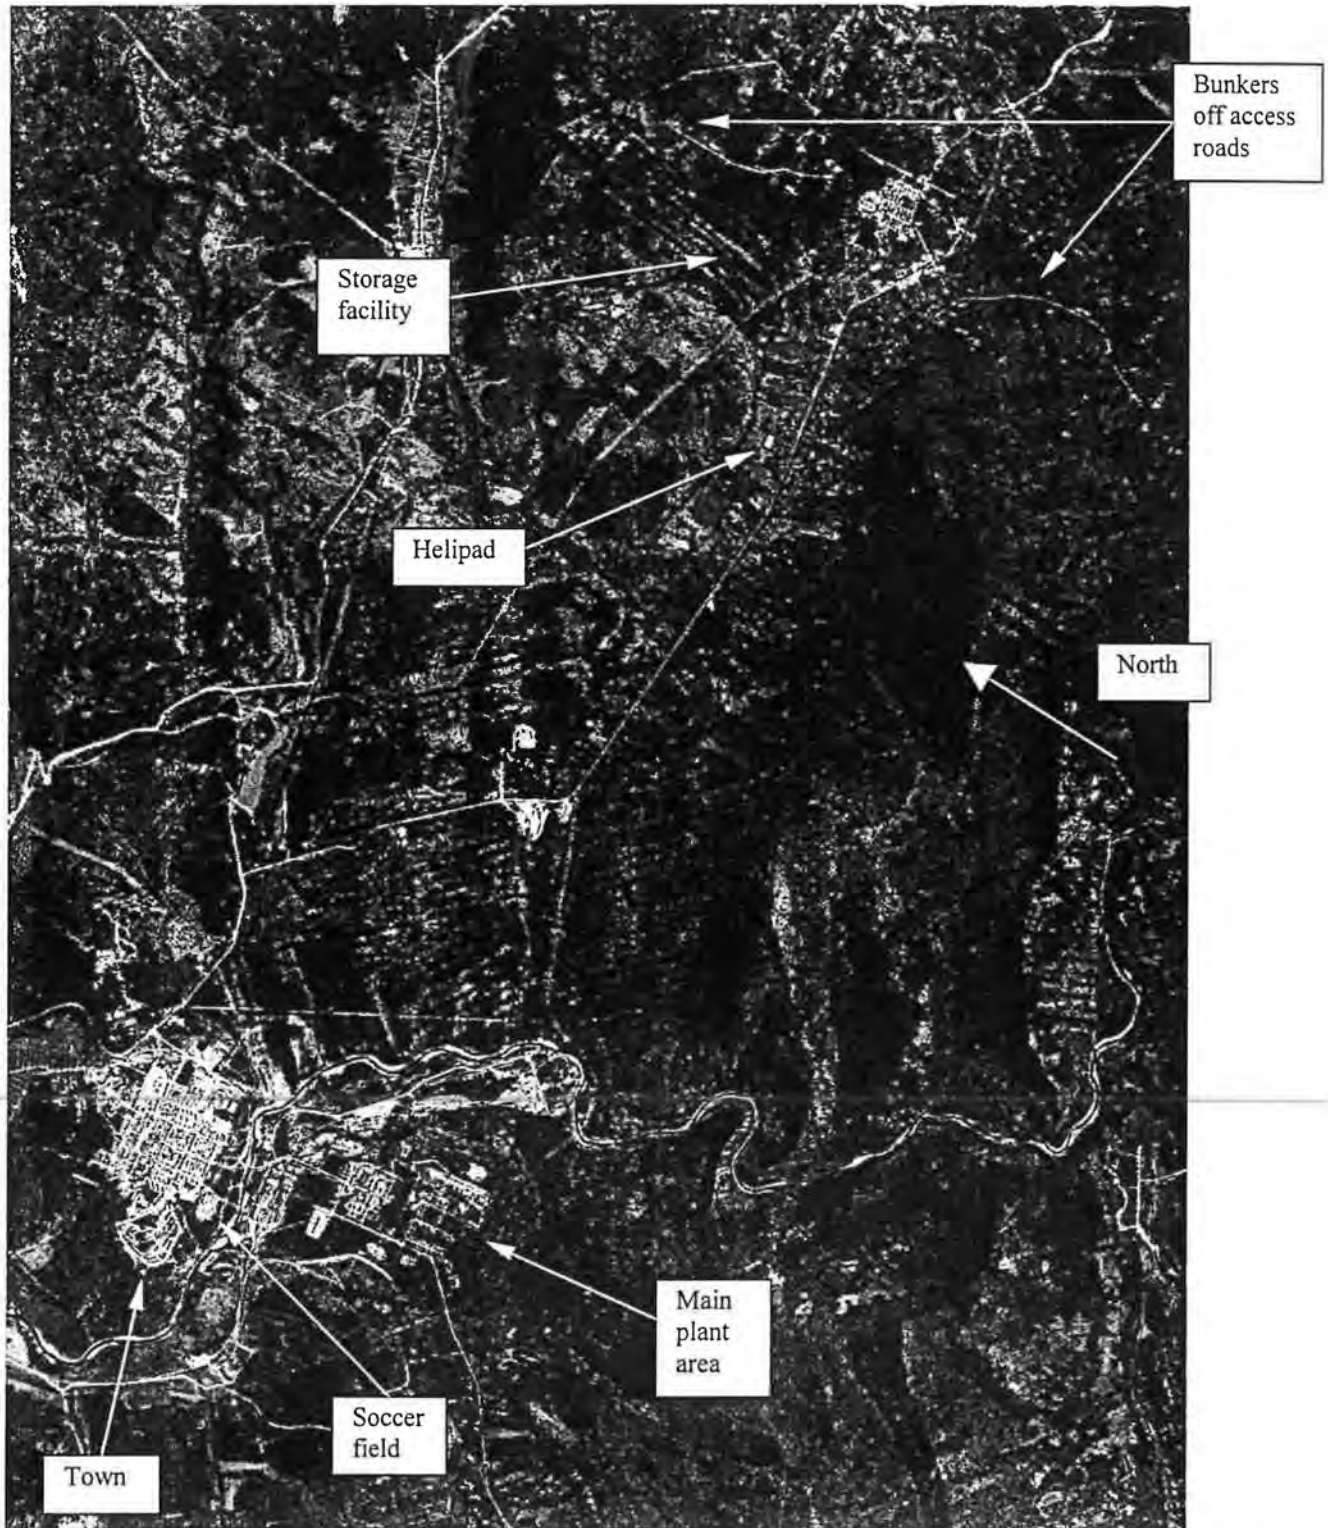 Bunkers
off access
roads
Storage
facility
Helipad
North
Main
plant
area
Soccer
field
Town